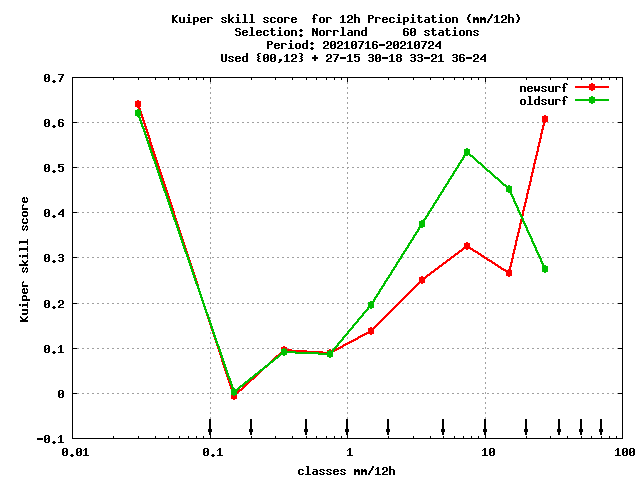 Kuiper skill score  for 12h Precipitation (mm/12h)
Selection: Norrland     60 stations
Period: 20210716-20210724
Used {00,12} + 27-15 30-18 33-21 36-24
newsurf
oldsurf
Kuiper skill score
0.7
0.6
0.5
0.4
0.3
0.2
0.1
0
-0.1
0.01 0.1 1 10 100
classes mm/12h